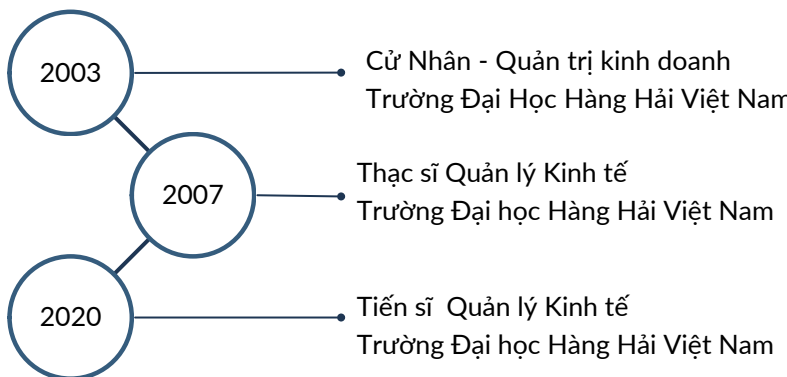 2003
Cử Nhân - Quản trị kinh doanh
Trường Đại Học Hàng Hải Việt Nam
2007
Thạc sĩ Quản lý Kinh tế
Trường Đại học Hàng Hải Việt Nam
2020
Tiến sĩ  Quản lý Kinh tế
Trường Đại học Hàng Hải Việt Nam